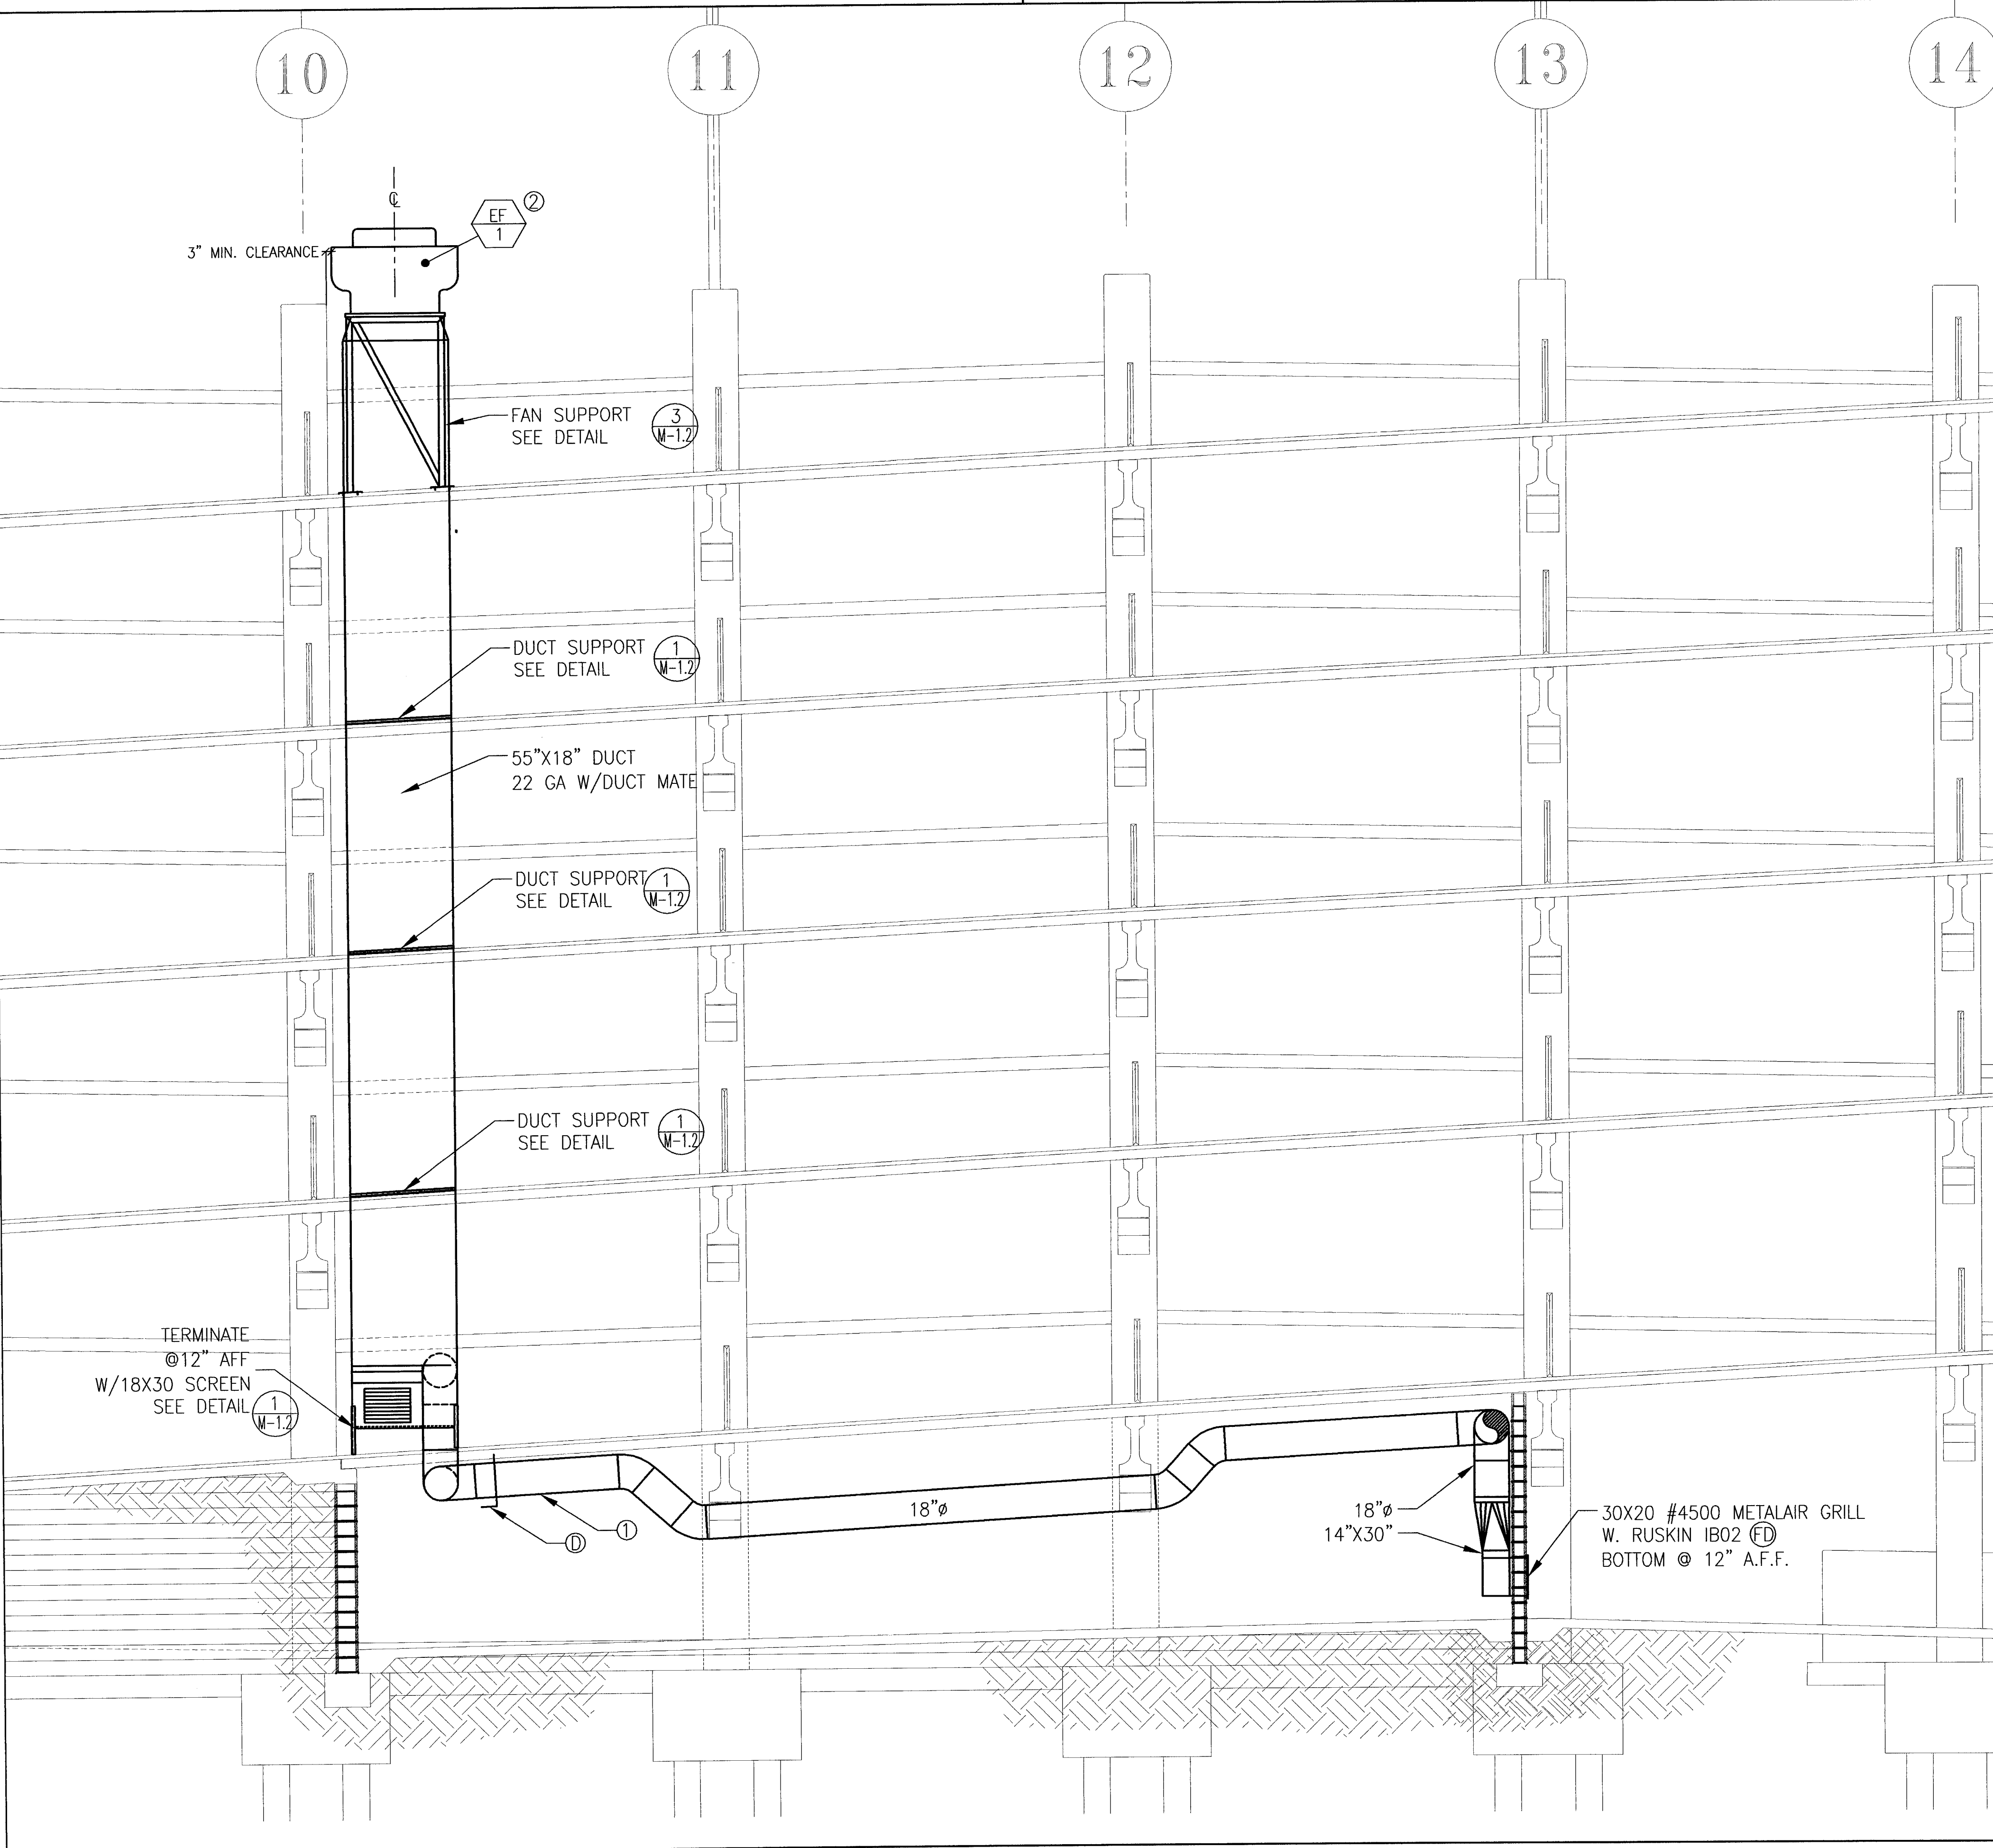 10
11
12
13
14
℄
EF
1
2
3" MIN. CLEARANCE
FAN SUPPORT
SEE DETAIL
3
M-1.2
DUCT SUPPORT
SEE DETAIL
1
M-1.2
55"X18" DUCT
22 GA W/DUCT MATE
DUCT SUPPORT
SEE DETAIL
1
M-1.2
DUCT SUPPORT
SEE DETAIL
1
M-1.2
TERMINATE
@12" AFF
W/18X30 SCREEN
SEE DETAIL
1
M-1.2
D
1
18"ø
18"ø
14"X30"
30X20 #4500 METALAIR GRILL
W. RUSKIN IB02 FD
BOTTOM @ 12" A.F.F.